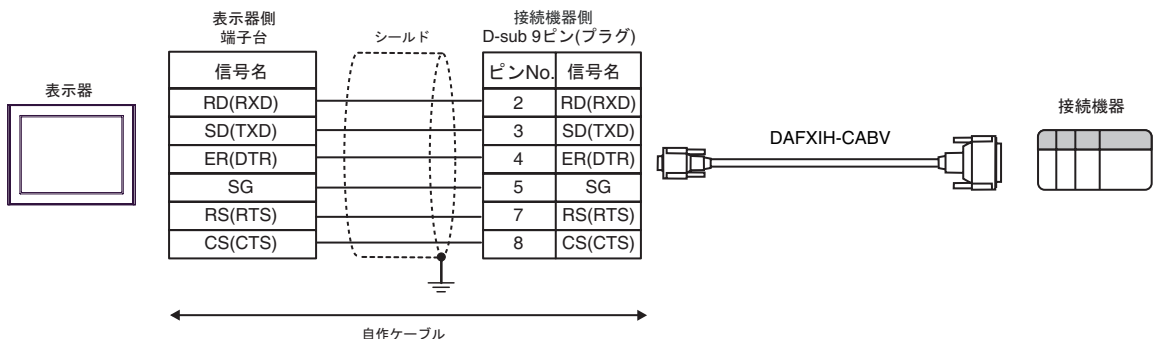 表示器
表示器側
端子台
シールド
接続機器側
D-sub 9ピン(プラグ)
信号名
ピンNo. 信号名
RD(RXD) 2 RD(RXD)
SD(TXD) 3 SD(TXD)
ER(DTR) 4 ER(DTR)
SG 5 SG
RS(RTS) 7 RS(RTS)
CS(CTS) 8 CS(CTS)
自作ケーブル
DAFXIH-CABV
接続機器